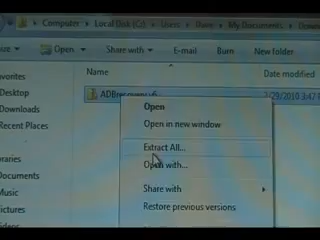 Computer ▸ Local Disk (C:) ▸ Users ▸ ▸ My Documents ▸
Open Share with E-mail Burn New folder
Name Date modified
avorites
Desktop
Downloads
Recent Places
braries
Documents
Music
ictures
Videos
Open
Open in new window
Extract All...
Open with...
Share with
Restore previous versions